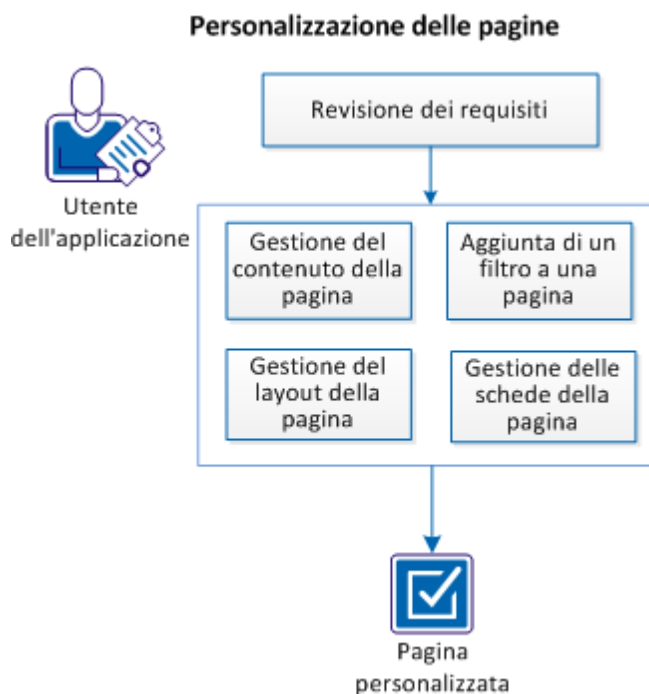 Personalizzazione delle pagine
Revisione dei requisiti
Utente
dell'applicazione
Gestione del
contenuto della
pagina
Aggiunta di un
filtro a una
pagina
Gestione del
layout della
pagina
Gestione delle
schede della
pagina
Pagina
personalizzata